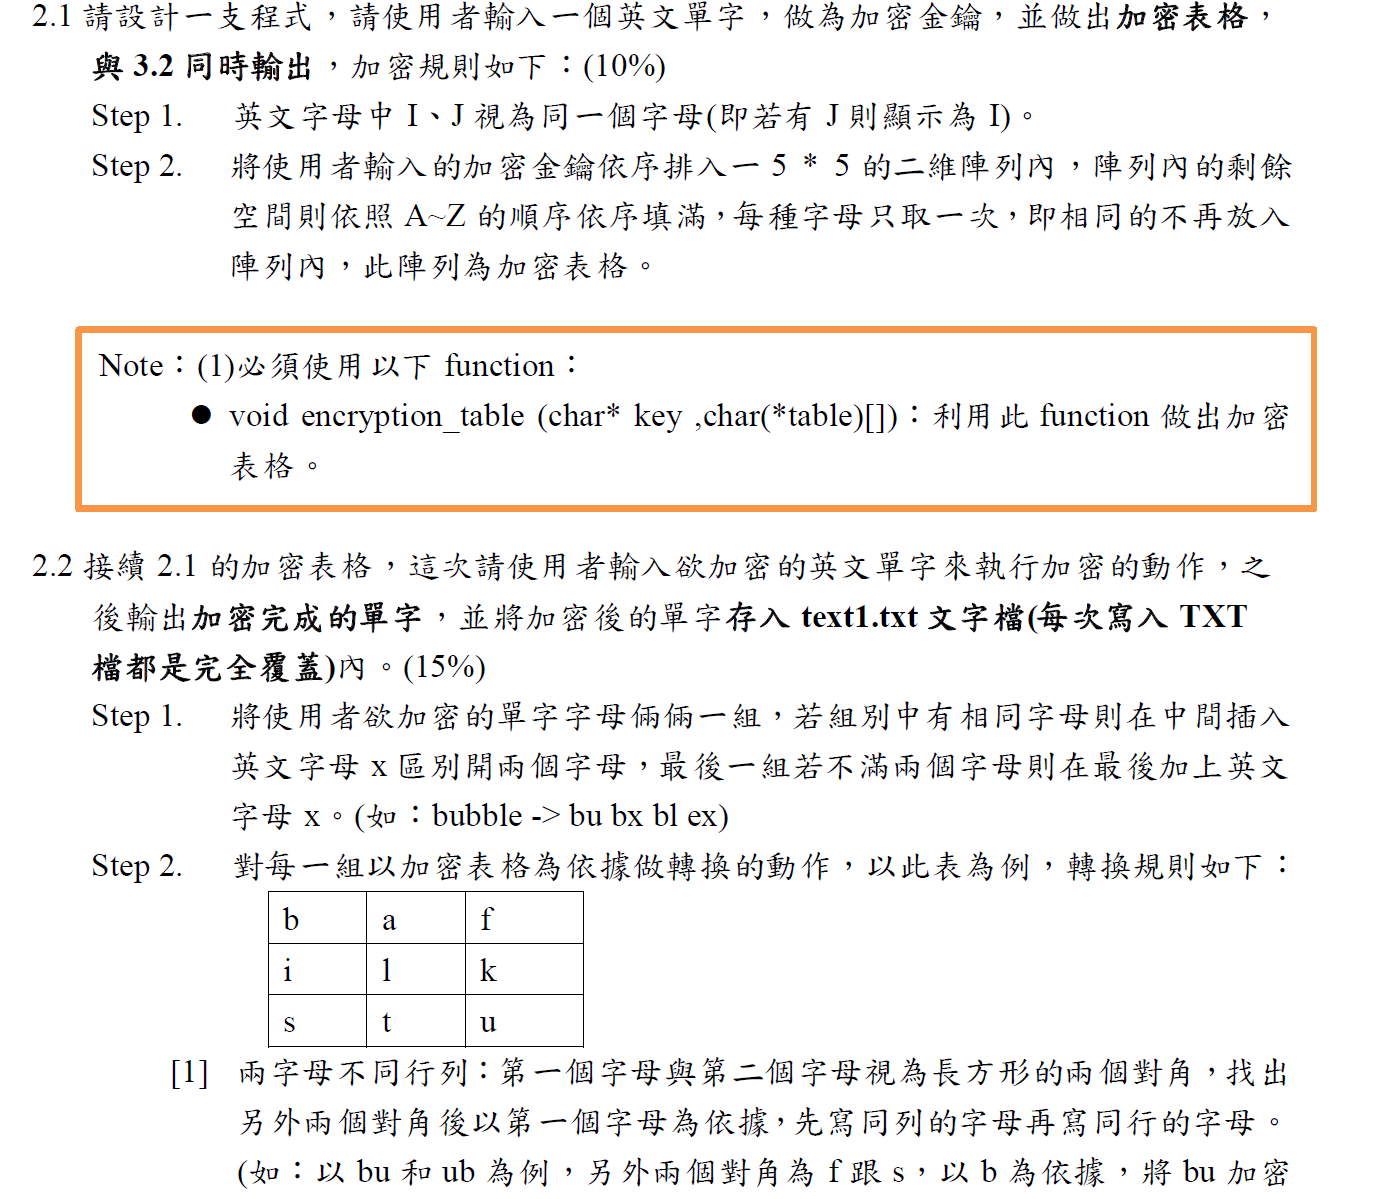 2.1 請設計一支程式，請使用者輸入一個英文單字，做為加密金鑰，並做出加密表格，
與 3.2 同時輸出，加密規則如下：(10%)
Step 1. 英文字母中 I、J 視為同一個字母(即若有 J 則顯示為 I)。
Step 2. 將使用者輸入的加密金鑰依序排入一 5 * 5 的二維陣列內，陣列內的剩餘
空間則依照 A~Z 的順序依序填滿，每種字母只取一次，即相同的不再放入
陣列內，此陣列為加密表格。
Note：(1)必須使用以下 function：
● void encryption_table (char* key ,char(*table)[])：利用此 function 做出加密
表格。
2.2 接續 2.1 的加密表格，這次請使用者輸入欲加密的英文單字來執行加密的動作，之
後輸出加密完成的單字，並將加密後的單字存入 text1.txt 文字檔(每次寫入 TXT
檔都是完全覆蓋)內。(15%)
Step 1. 將使用者欲加密的單字字母倆倆一組，若組別中有相同字母則在中間插入
英文字母 x 區別開兩個字母，最後一組若不滿兩個字母則在最後加上英文
字母 x。(如：bubble -> bu bx bl ex)
Step 2. 對每一組以加密表格為依據做轉換的動作，以此表為例，轉換規則如下：
b a f
i l k
s t u
[1] 兩字母不同行列：第一個字母與第二個字母視為長方形的兩個對角，找出
另外兩個對角後以第一個字母為依據，先寫同列的字母再寫同行的字母。
(如：以 bu 和 ub 為例，另外兩個對角為 f 跟 s，以 b 為依據，將 bu 加密